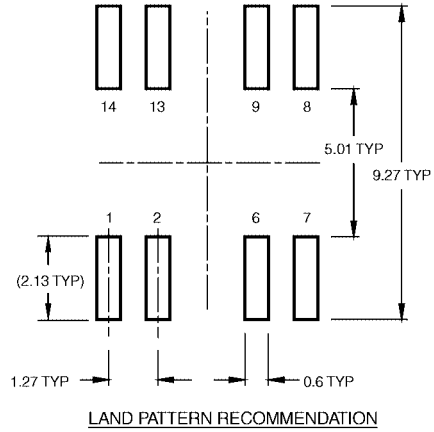 14 13 9 8
5.01 TYP
9.27 TYP
1 2 6 7
(2.13 TYP)
1.27 TYP 0.6 TYP
LAND PATTERN RECOMMENDATION